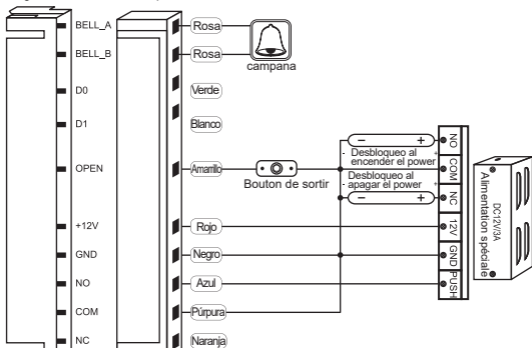 BELL_A
Rosa
BELL_B
Rosa
campana
D0
Verde
D1
Blanco
OPEN
Amarillo
Bouton de sortir
+12V
Rojo
GND
Negro
NO
Azul
COM
Púrpura
NC
Naranja
− +
- Desbloqueo al +
encender el power
Desbloqueo al
- apagar el power +
− +
NO
COM
NC
12V
GND
PUSH
DC12V/3A
Alimentation spéciale